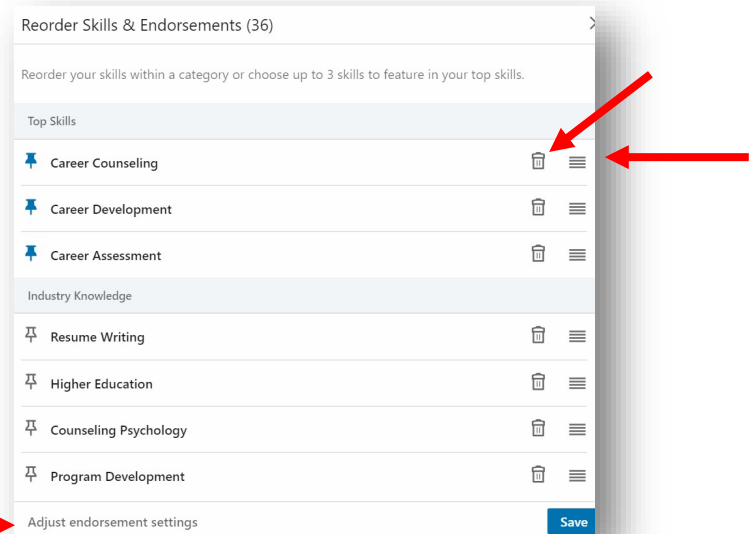 Reorder Skills & Endorsements (36)
Reorder your skills within a category or choose up to 3 skills to feature in your top skills.
Top Skills
Career Counseling
Career Development
Career Assessment
Industry Knowledge
Resume Writing
Higher Education
Counseling Psychology
Program Development
Adjust endorsement settings
Save